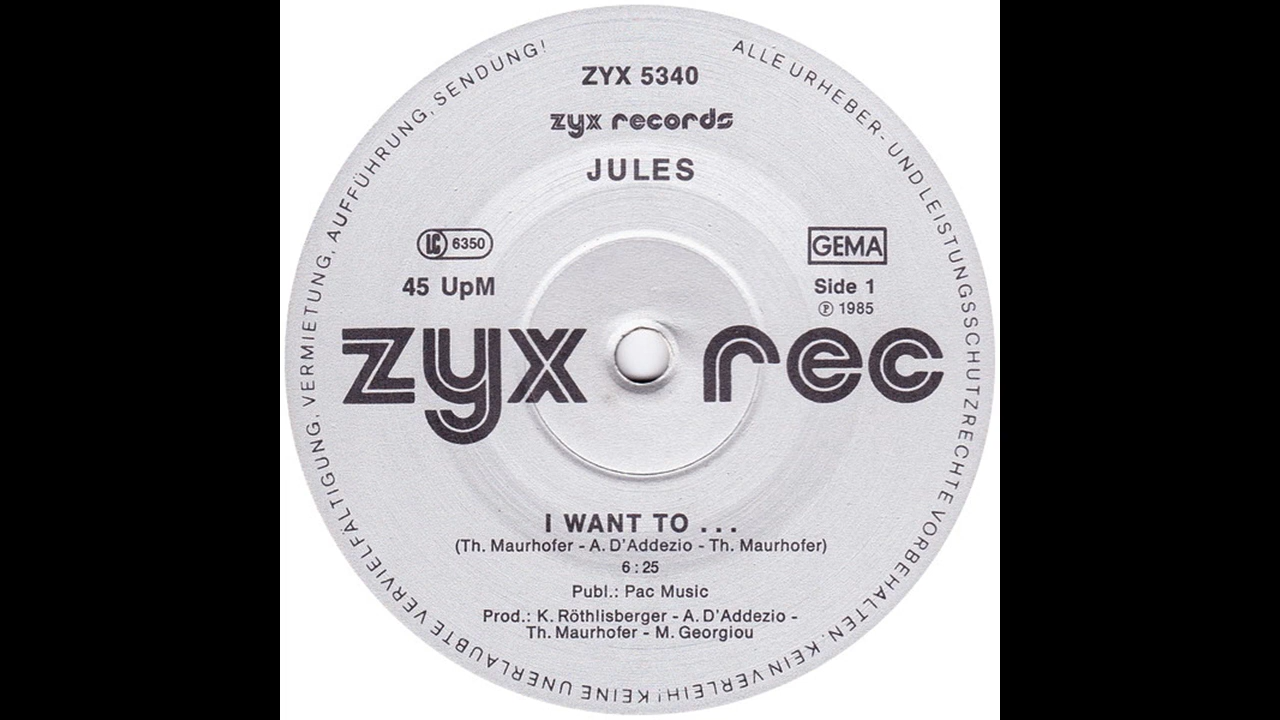 ALLE URHEBER- UND LEISTUNGSSCHUTZRECHTE VORBEHALTEN. KEIN VERLEIH! KEINE UNERLAUBTE VERVIELFÄLTIGUNG, VERMIETUNG, AUFFÜHRUNG, SENDUNG!
ZYX 5340
zyx records
JULES
LC 6350
GEMA
45 UpM
Side 1
℗ 1985
zyx rec
I WANT TO . . .
(Th. Maurhofer - A. D'Addezio - Th. Maurhofer)
6 : 25
Publ.: Pac Music
Prod.: K. Röthlisberger - A. D'Addezio -
Th. Maurhofer - M. Georgiou